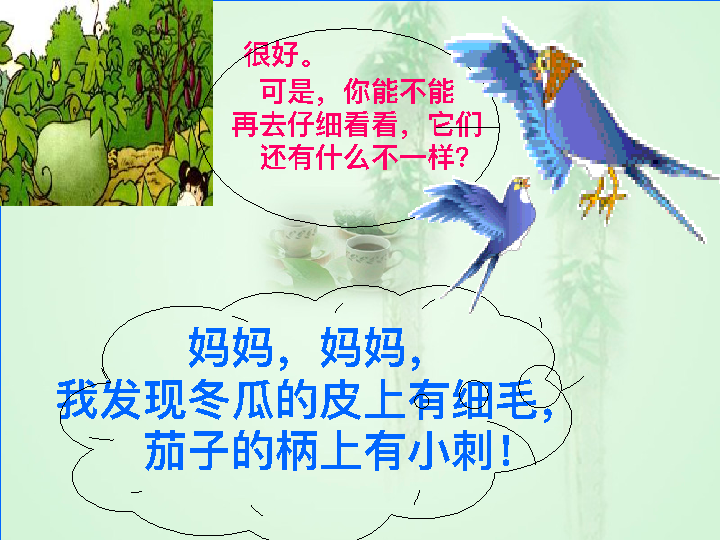 很好。
可是，你能不能
再去仔细看看，它们
还有什么不一样？
妈妈，妈妈，
我发现冬瓜的皮上有细毛，
茄子的柄上有小刺！